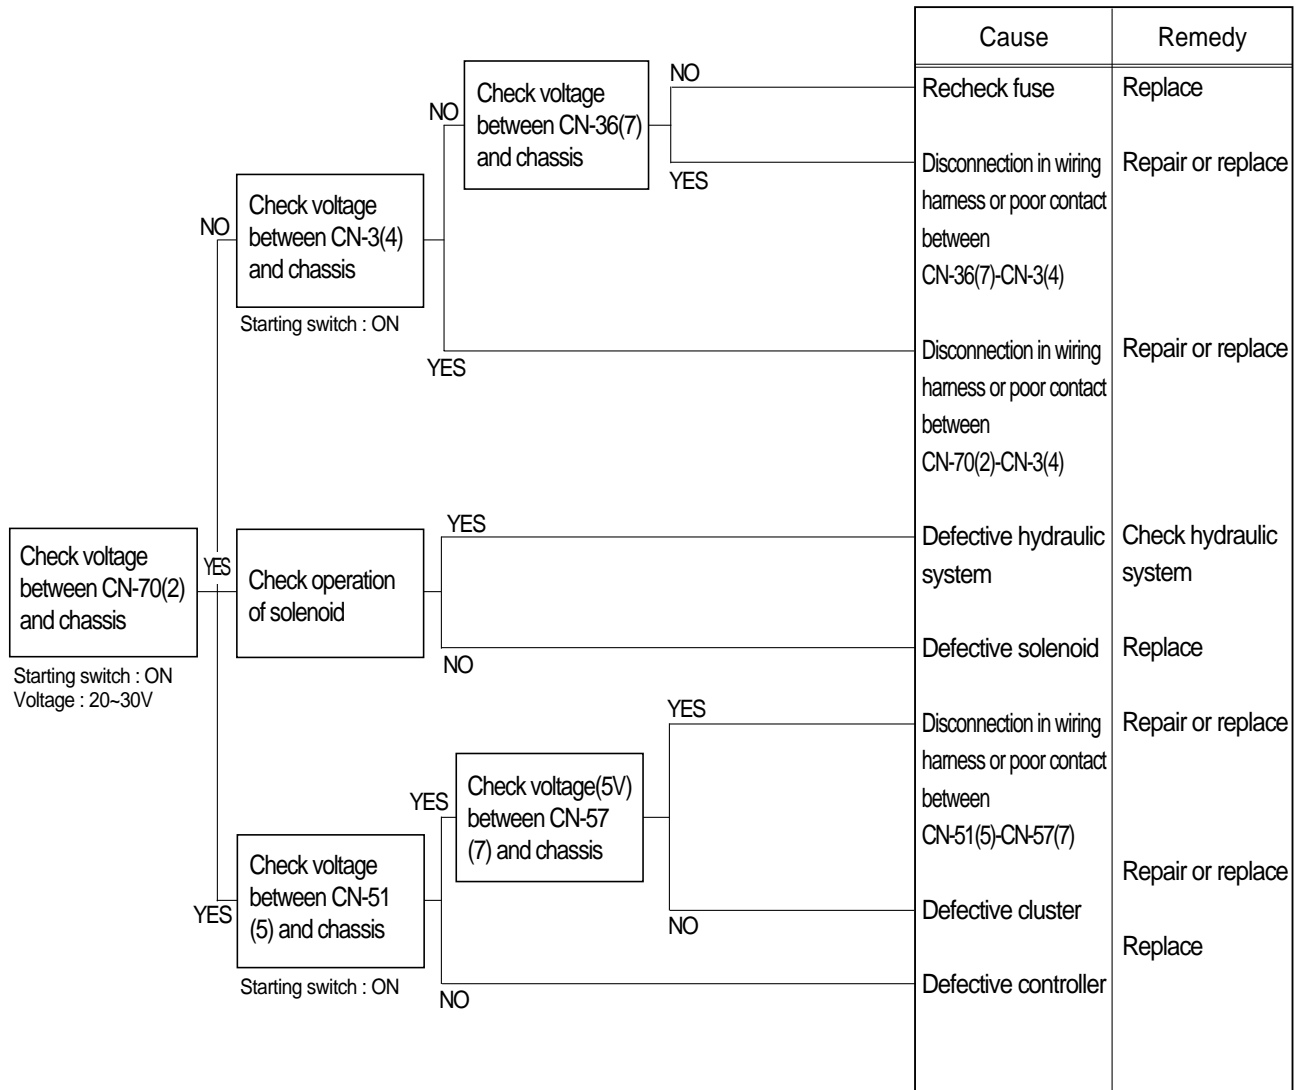 Cause
Remedy
NO
Recheck fuse
Replace
Check voltage
between CN-36(7)
and chassis
NO
YES
Disconnection in wiring
harness or poor contact
between
CN-36(7)-CN-3(4)
Repair or replace
Check voltage
between CN-3(4)
and chassis
NO
Starting switch : ON
YES
Disconnection in wiring
harness or poor contact
between
CN-70(2)-CN-3(4)
Repair or replace
Check voltage
between CN-70(2)
and chassis
Starting switch : ON
Voltage : 20~30V
YES
Check operation
of solenoid
YES
Defective hydraulic
system
Check hydraulic
system
NO
Defective solenoid
Replace
YES
Disconnection in wiring
harness or poor contact
between
CN-51(5)-CN-57(7)
Repair or replace
YES
Check voltage(5V)
between CN-57
(7) and chassis
YES
Check voltage
between CN-51
(5) and chassis
Starting switch : ON
NO
Defective cluster
Repair or replace
NO
Defective controller
Replace